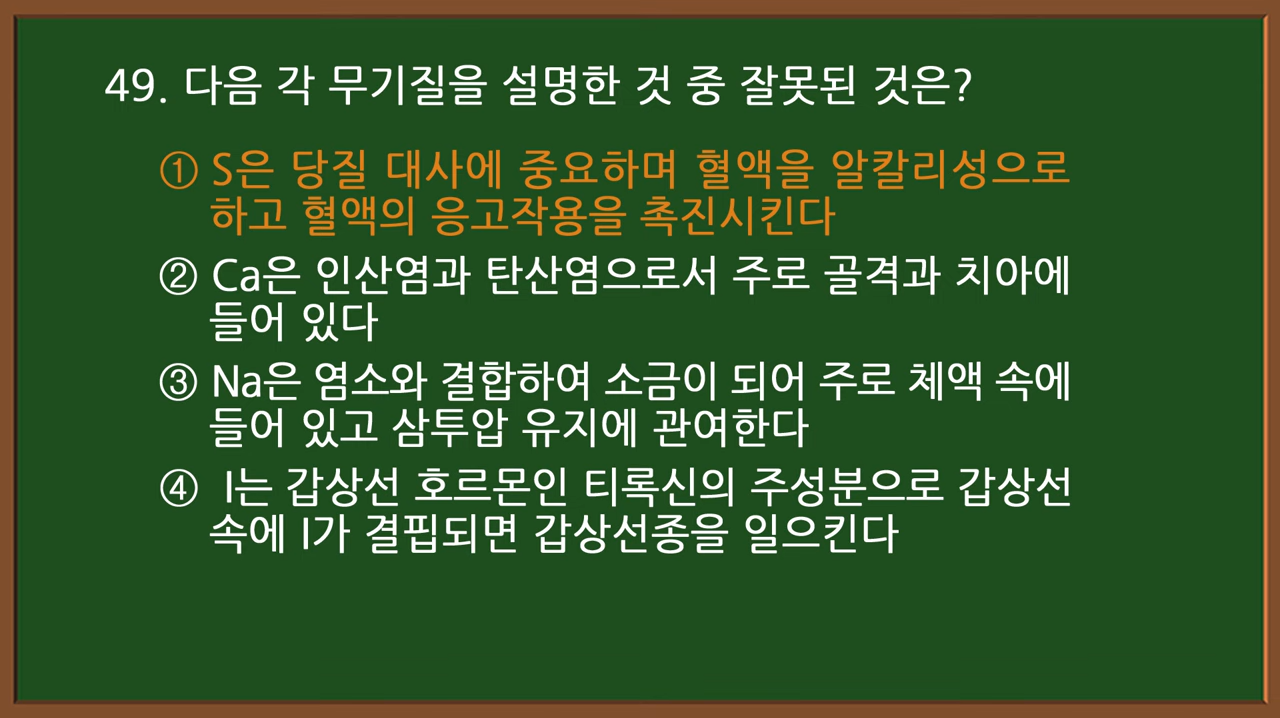 49. 다음 각 무기질을 설명한 것 중 잘못된 것은?
① S은 당질 대사에 중요하며 혈액을 알칼리성으로
하고 혈액의 응고작용을 촉진시킨다
② Ca은 인산염과 탄산염으로서 주로 골격과 치아에
들어 있다
③ Na은 염소와 결합하여 소금이 되어 주로 체액 속에
들어 있고 삼투압 유지에 관여한다
④ I는 갑상선 호르몬인 티록신의 주성분으로 갑상선
속에 I가 결핍되면 갑상선종을 일으킨다